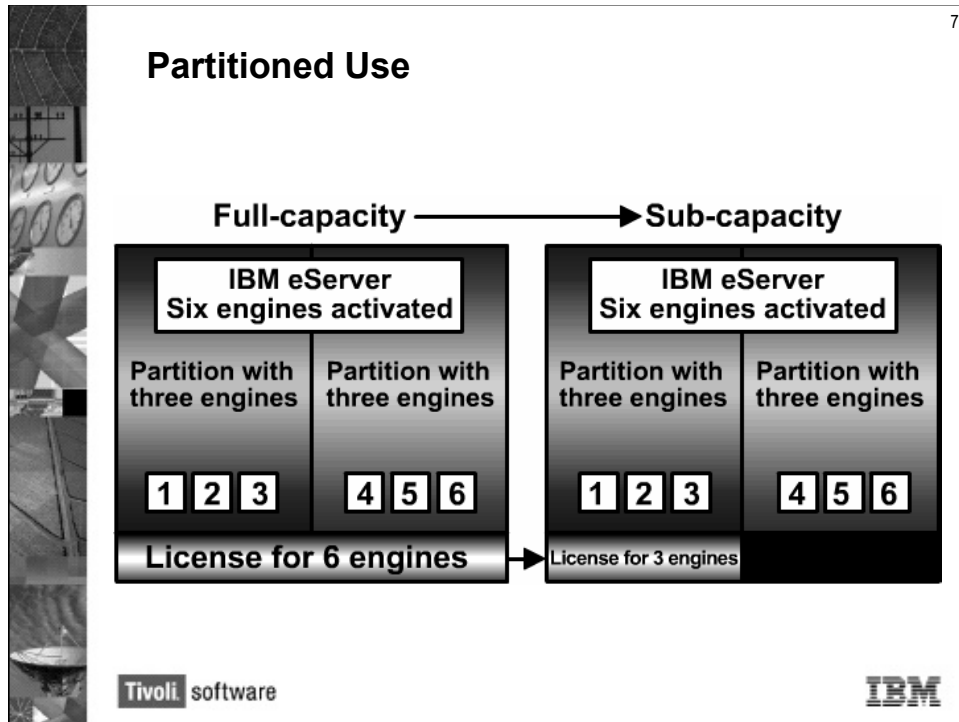 7
Partitioned Use
Full-capacity
Sub-capacity
IBM eServer
Six engines activated
Partition with
three engines
Partition with
three engines
1 2 3
4 5 6
License for 6 engines
IBM eServer
Six engines activated
Partition with
three engines
Partition with
three engines
1 2 3
4 5 6
License for 3 engines
Tivoli. software
IBM